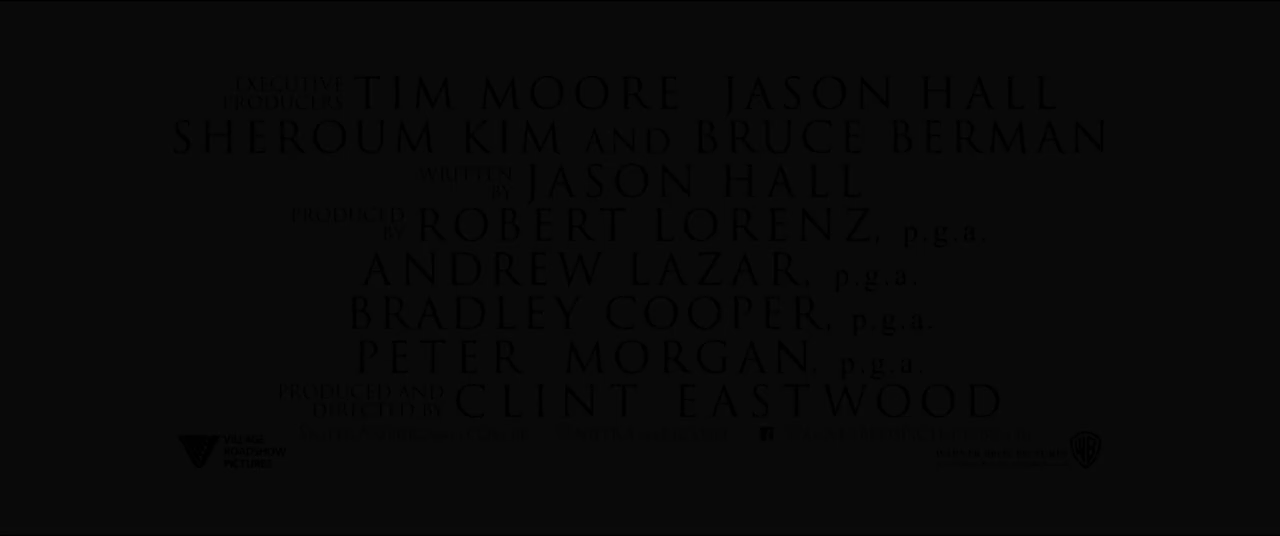 EXECUTIVE PRODUCERS TIM MOORE JASON HALL
SHEROUM KIM AND BRUCE BERMAN
WRITTEN BY JASON HALL
PRODUCED BY ROBERT LORENZ, p.g.a.
ANDREW LAZAR, p.g.a.
BRADLEY COOPER, p.g.a.
PETER MORGAN, p.g.a.
PRODUCED AND DIRECTED BY CLINT EASTWOOD
VILLAGE ROADSHOW PICTURES
WB